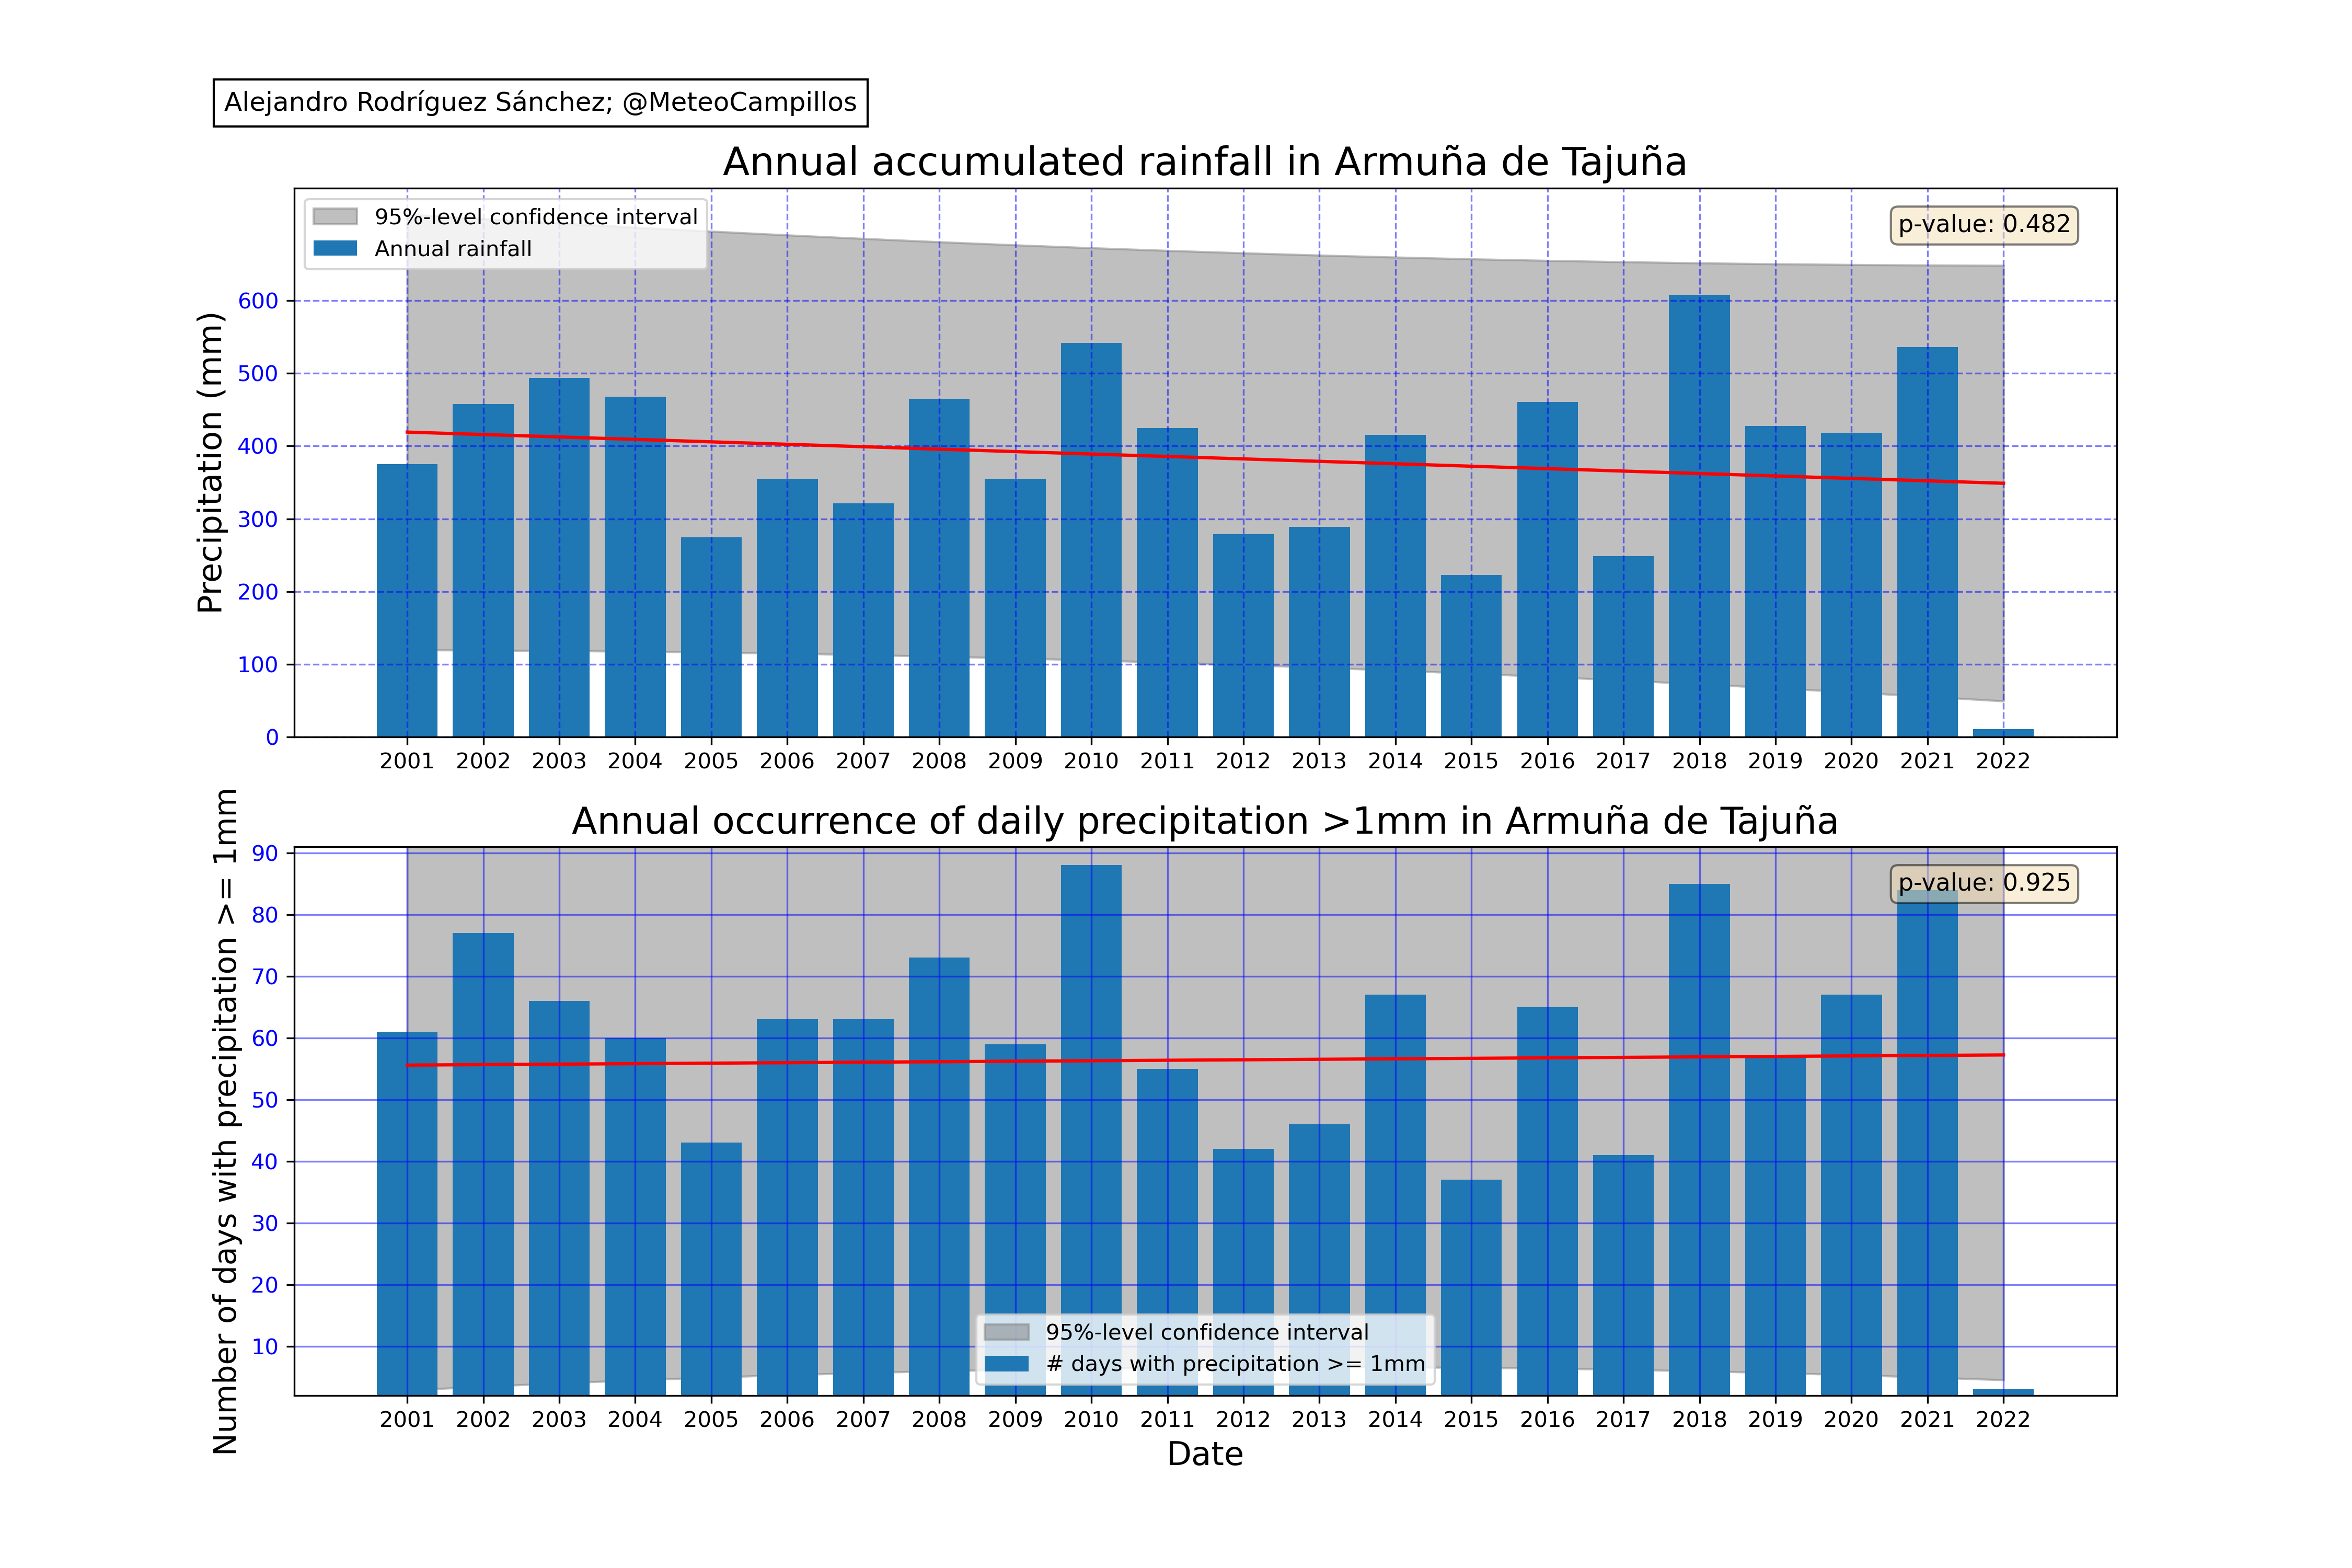 Alejandro Rodríguez Sánchez; @MeteoCampillos
Annual accumulated rainfall in Armuña de Tajuña
95%-level confidence interval
Annual rainfall
p-value: 0.482
Precipitation (mm)
600
500
400
300
200
100
0
2001 2002 2003 2004 2005 2006 2007 2008 2009 2010 2011 2012 2013 2014 2015 2016 2017 2018 2019 2020 2021 2022
Annual occurrence of daily precipitation >1mm in Armuña de Tajuña
p-value: 0.925
Number of days with precipitation >= 1mm
90
80
70
60
50
40
30
20
10
95%-level confidence interval
# days with precipitation >= 1mm
2001 2002 2003 2004 2005 2006 2007 2008 2009 2010 2011 2012 2013 2014 2015 2016 2017 2018 2019 2020 2021 2022
Date